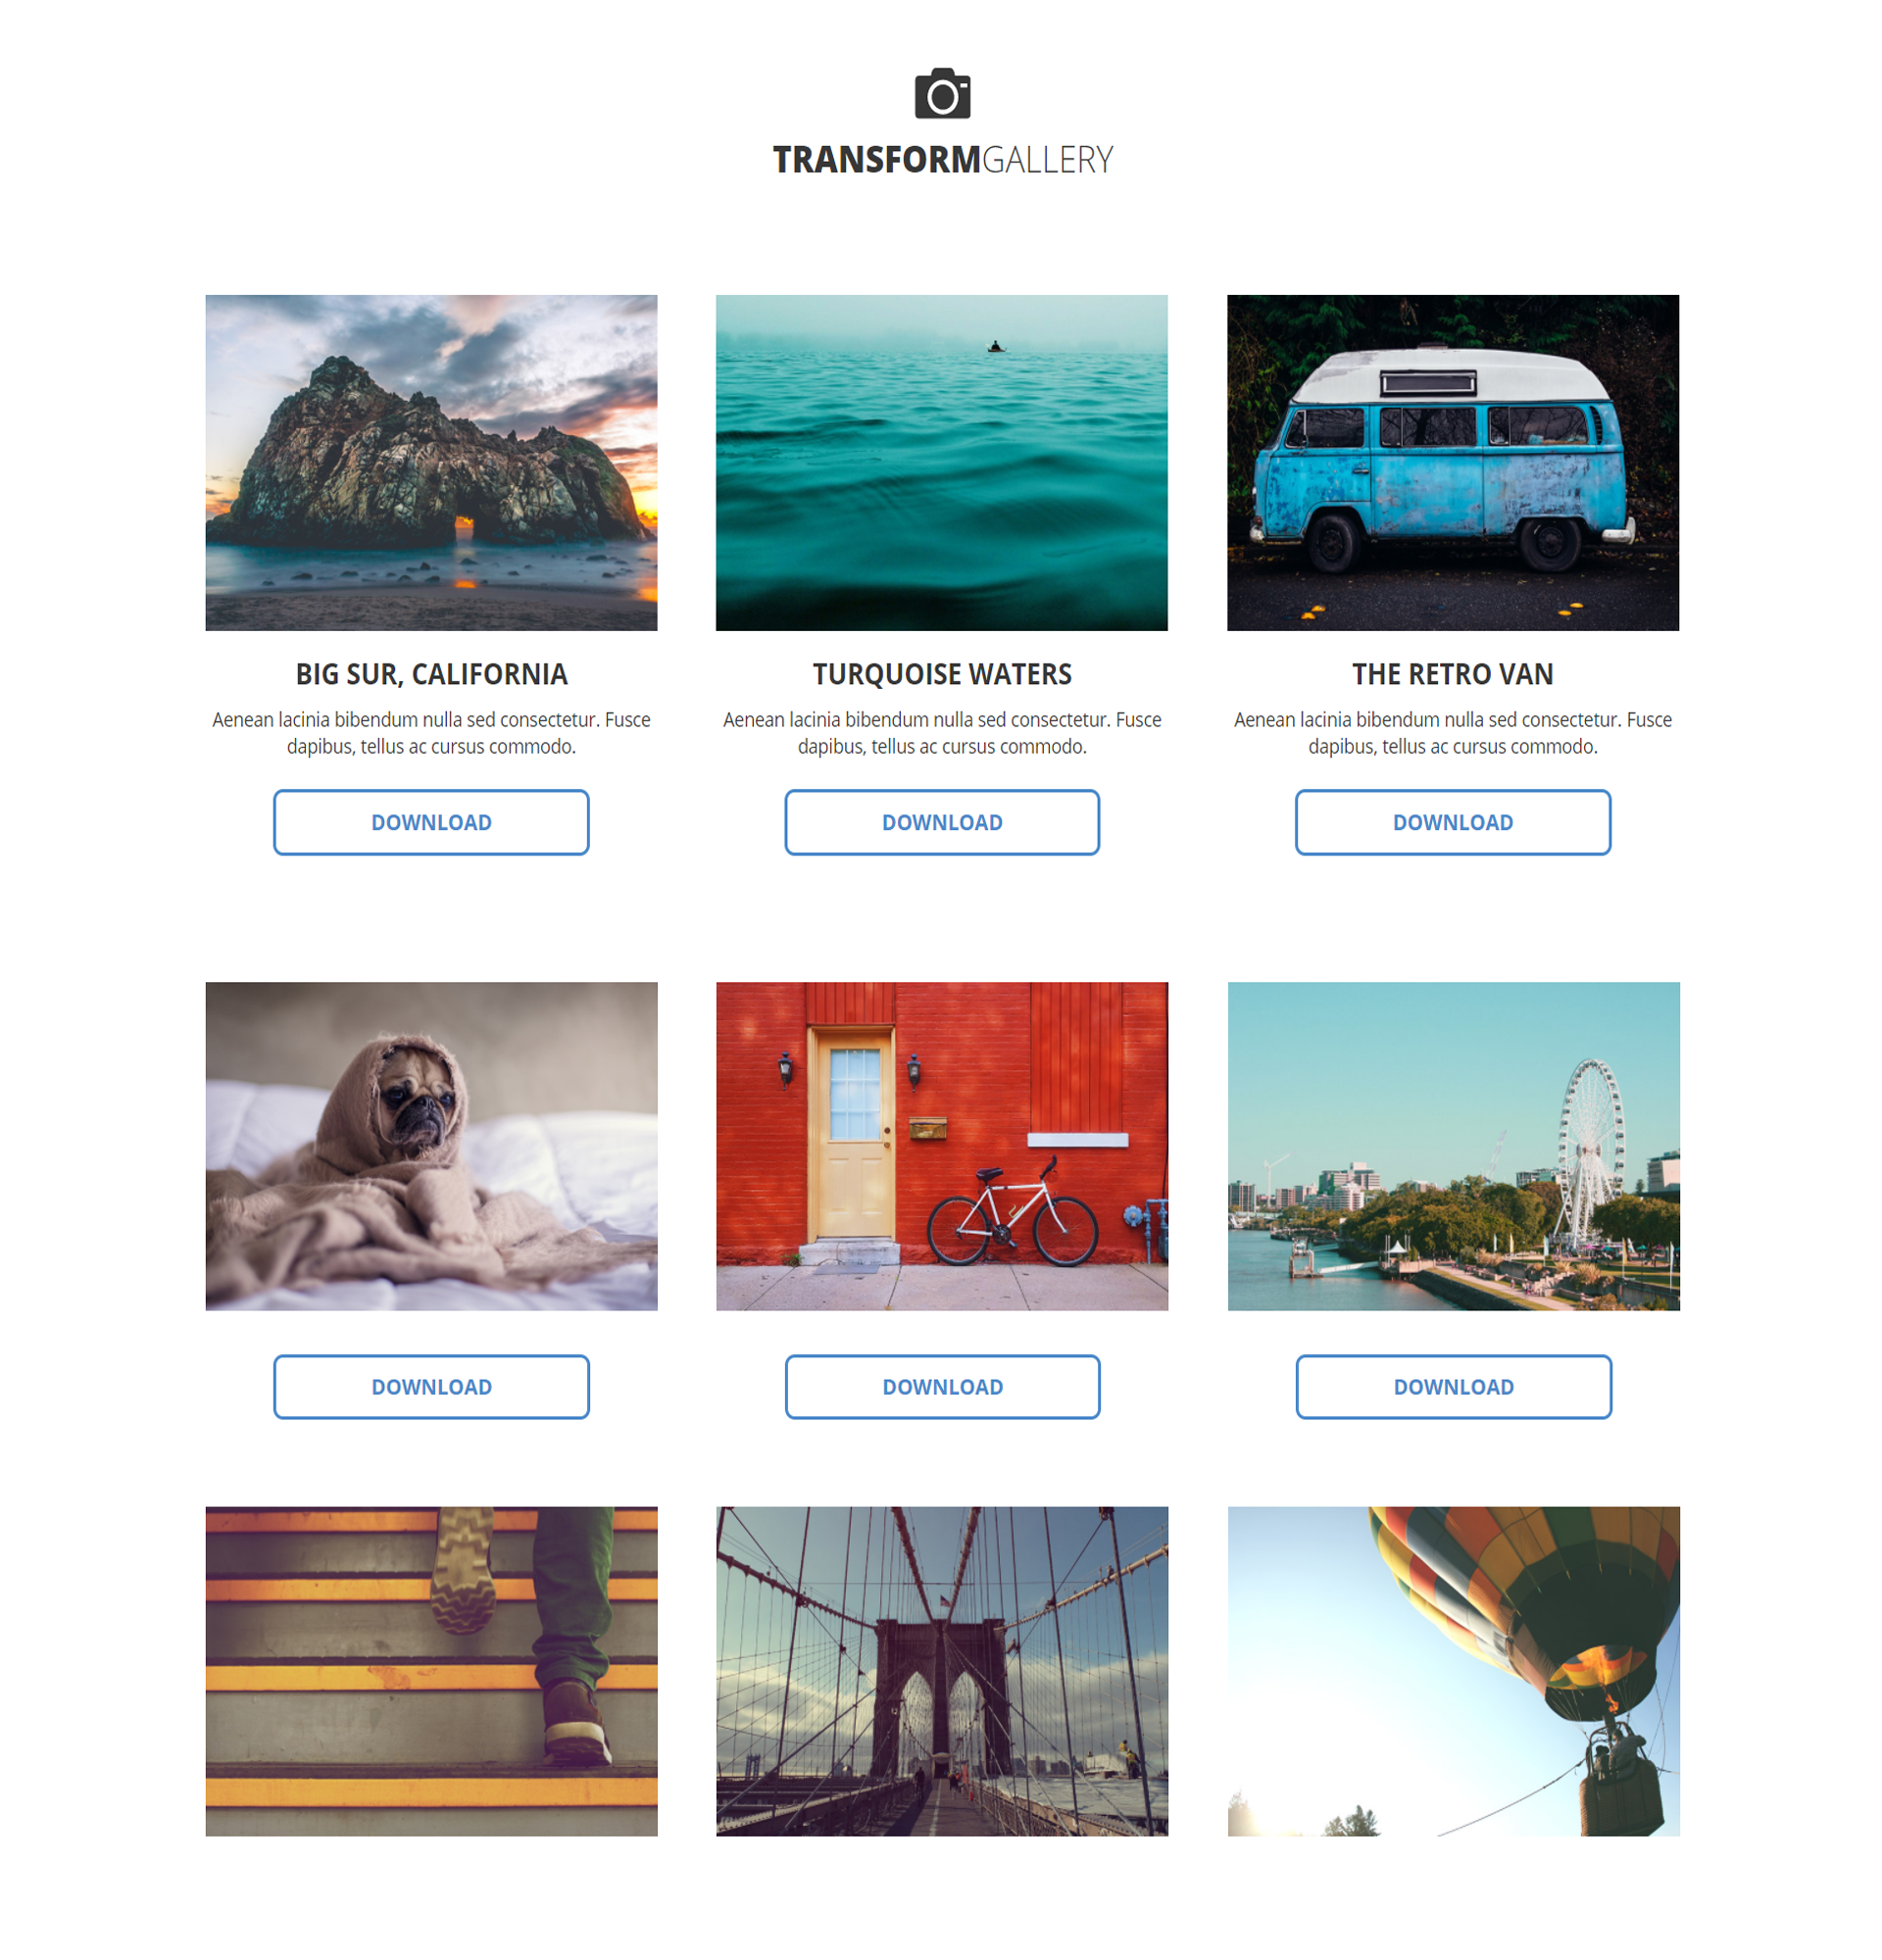 TRANSFORMGALLERY
BIG SUR, CALIFORNIA
Aenean lacinia bibendum nulla sed consectetur. Fusce
dapibus, tellus ac cursus commodo.
DOWNLOAD
TURQUOISE WATERS
Aenean lacinia bibendum nulla sed consectetur. Fusce
dapibus, tellus ac cursus commodo.
DOWNLOAD
THE RETRO VAN
Aenean lacinia bibendum nulla sed consectetur. Fusce
dapibus, tellus ac cursus commodo.
DOWNLOAD
DOWNLOAD
DOWNLOAD
DOWNLOAD